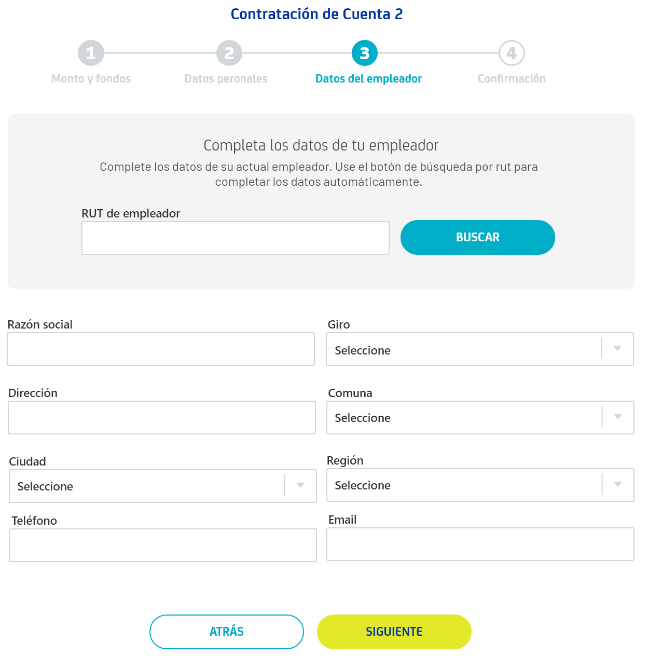 Contratación de Cuenta 2
1 2 3 4
Monto y fondos Datos peronales Datos del empleador Confirmación
Completa los datos de tu empleador
Complete los datos de su actual empleador. Use el botón de búsqueda por rut para
completar los datos automáticamente.
RUT de empleador
BUSCAR
Razón social Giro
Seleccione
Dirección Comuna
Seleccione
Ciudad Región
Seleccione Seleccione
Teléfono Email
ATRÁS SIGUIENTE